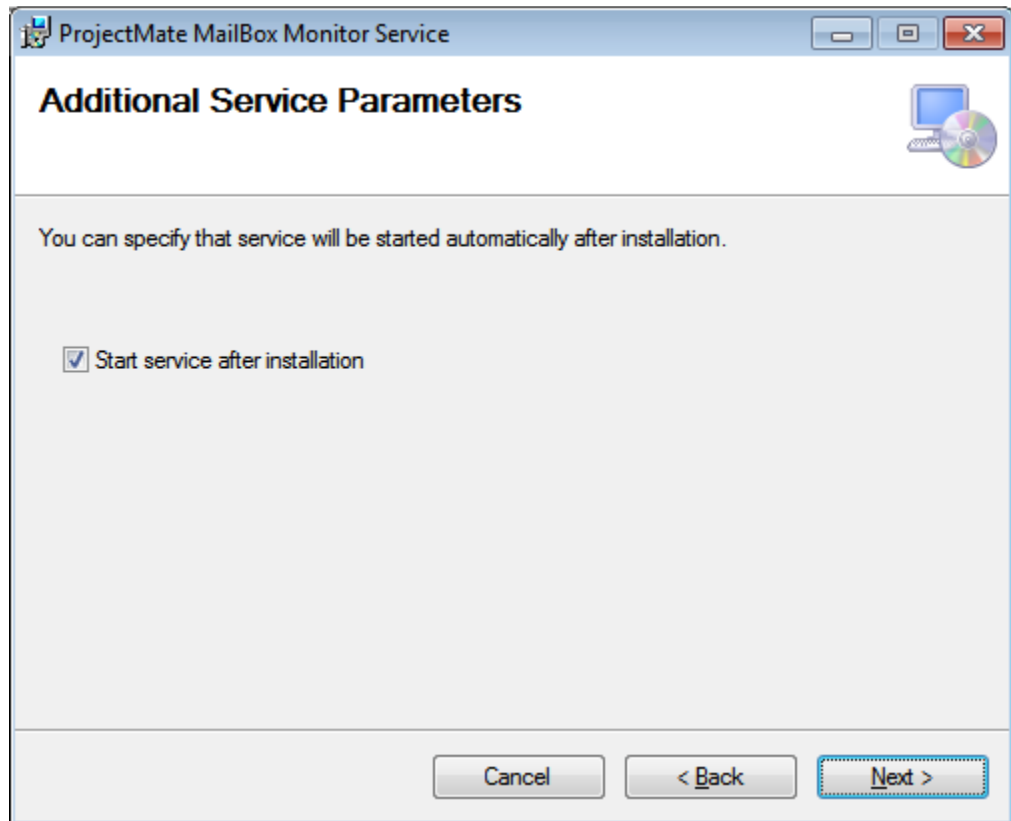 ProjectMate MailBox Monitor Service
Additional Service Parameters
You can specify that service will be started automatically after installation.
Start service after installation
Cancel
< Back
Next >